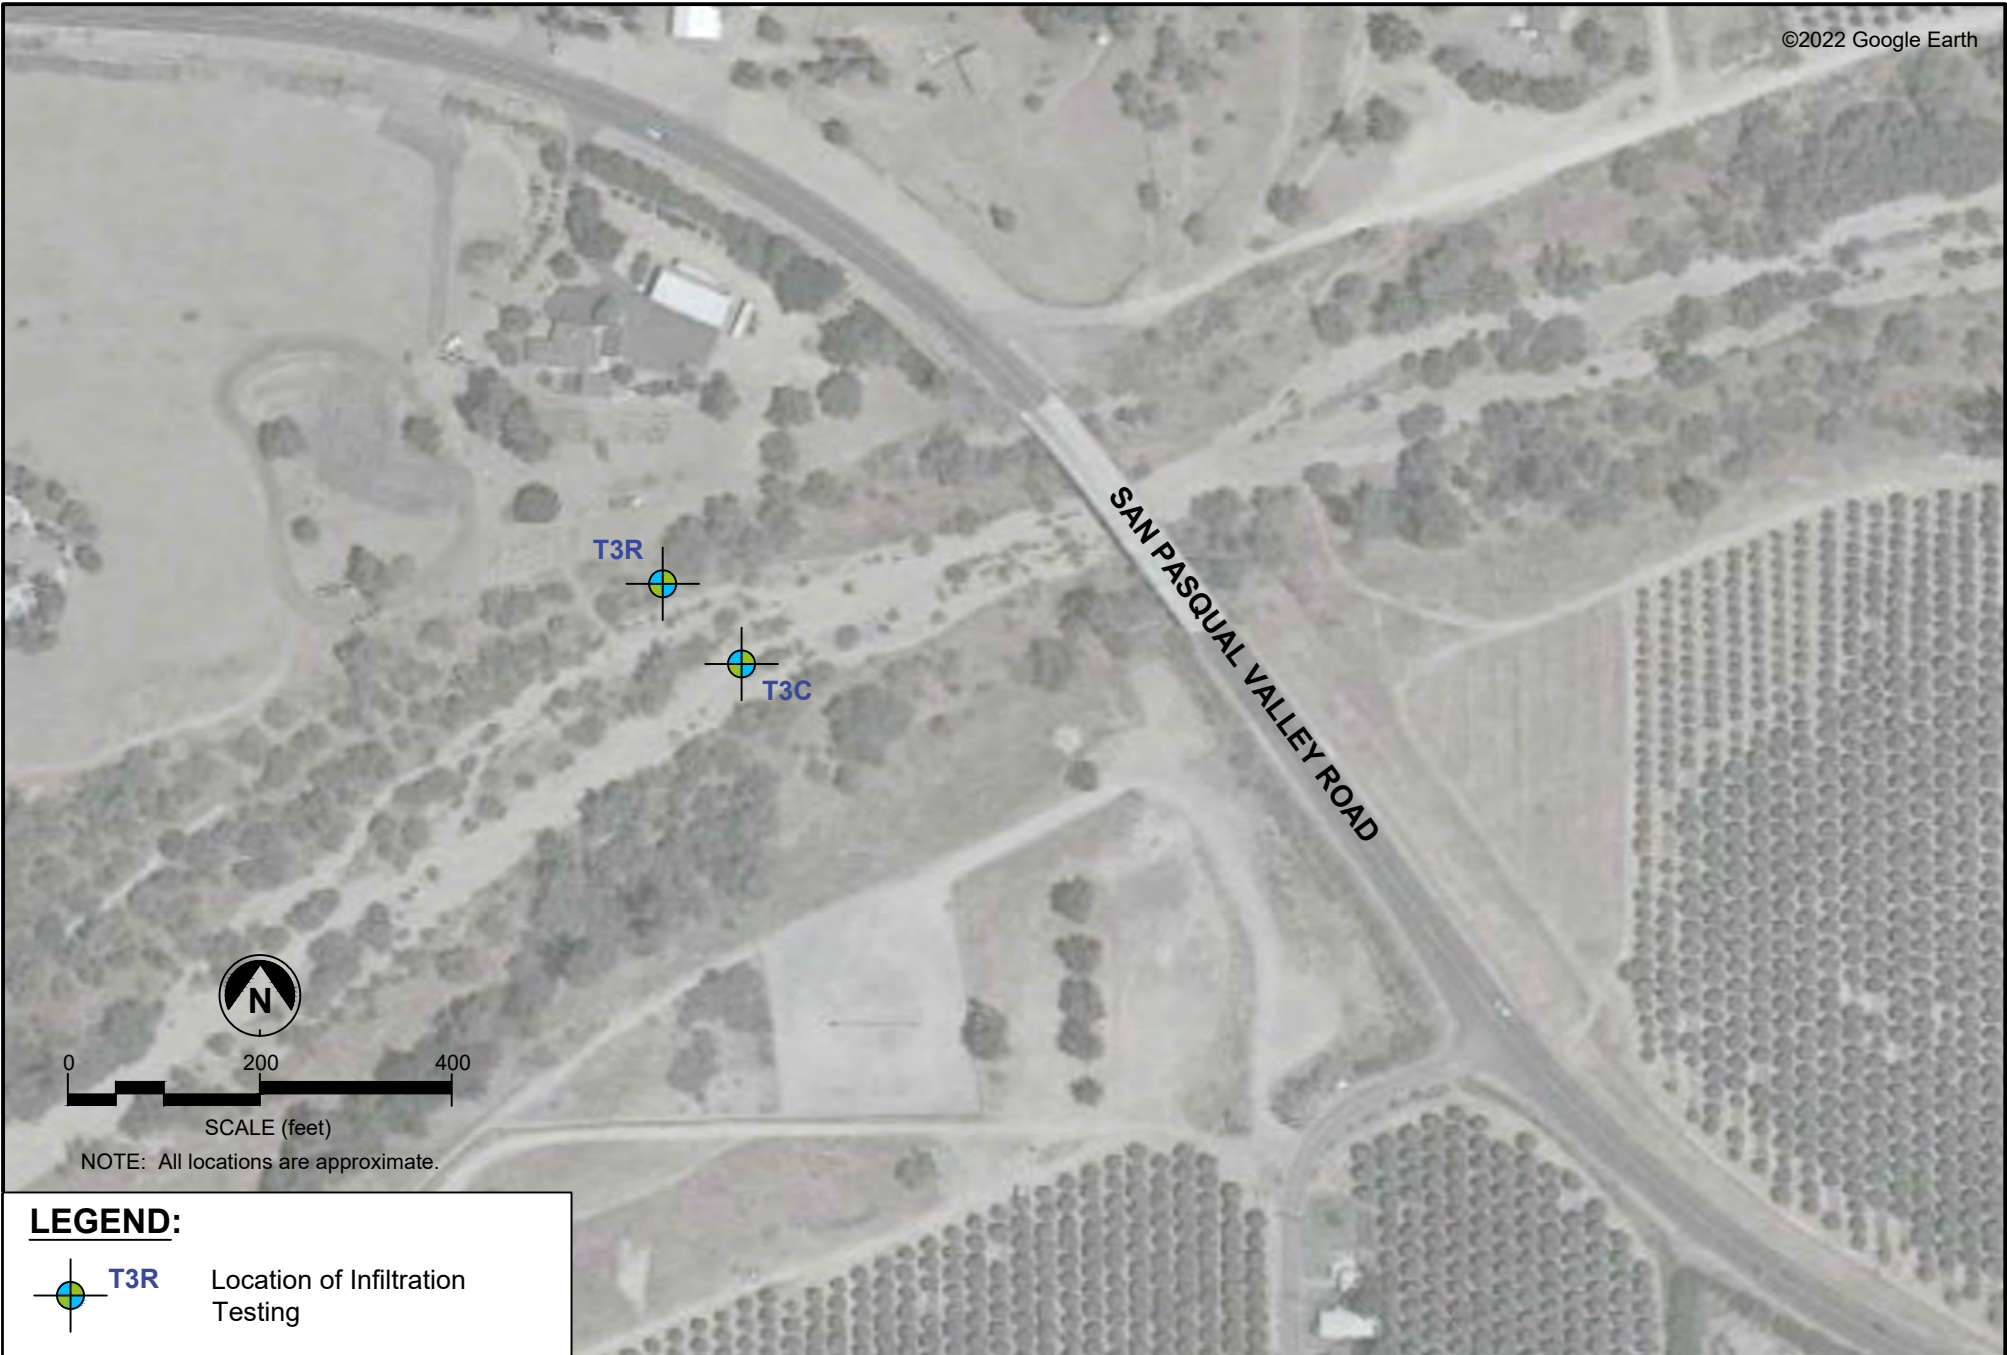 ©2022 Google Earth
T3R
T3C
SAN PASQUAL VALLEY ROAD
N
0 200 400
SCALE (feet)
NOTE: All locations are approximate.
LEGEND:
T3R Location of Infiltration
Testing